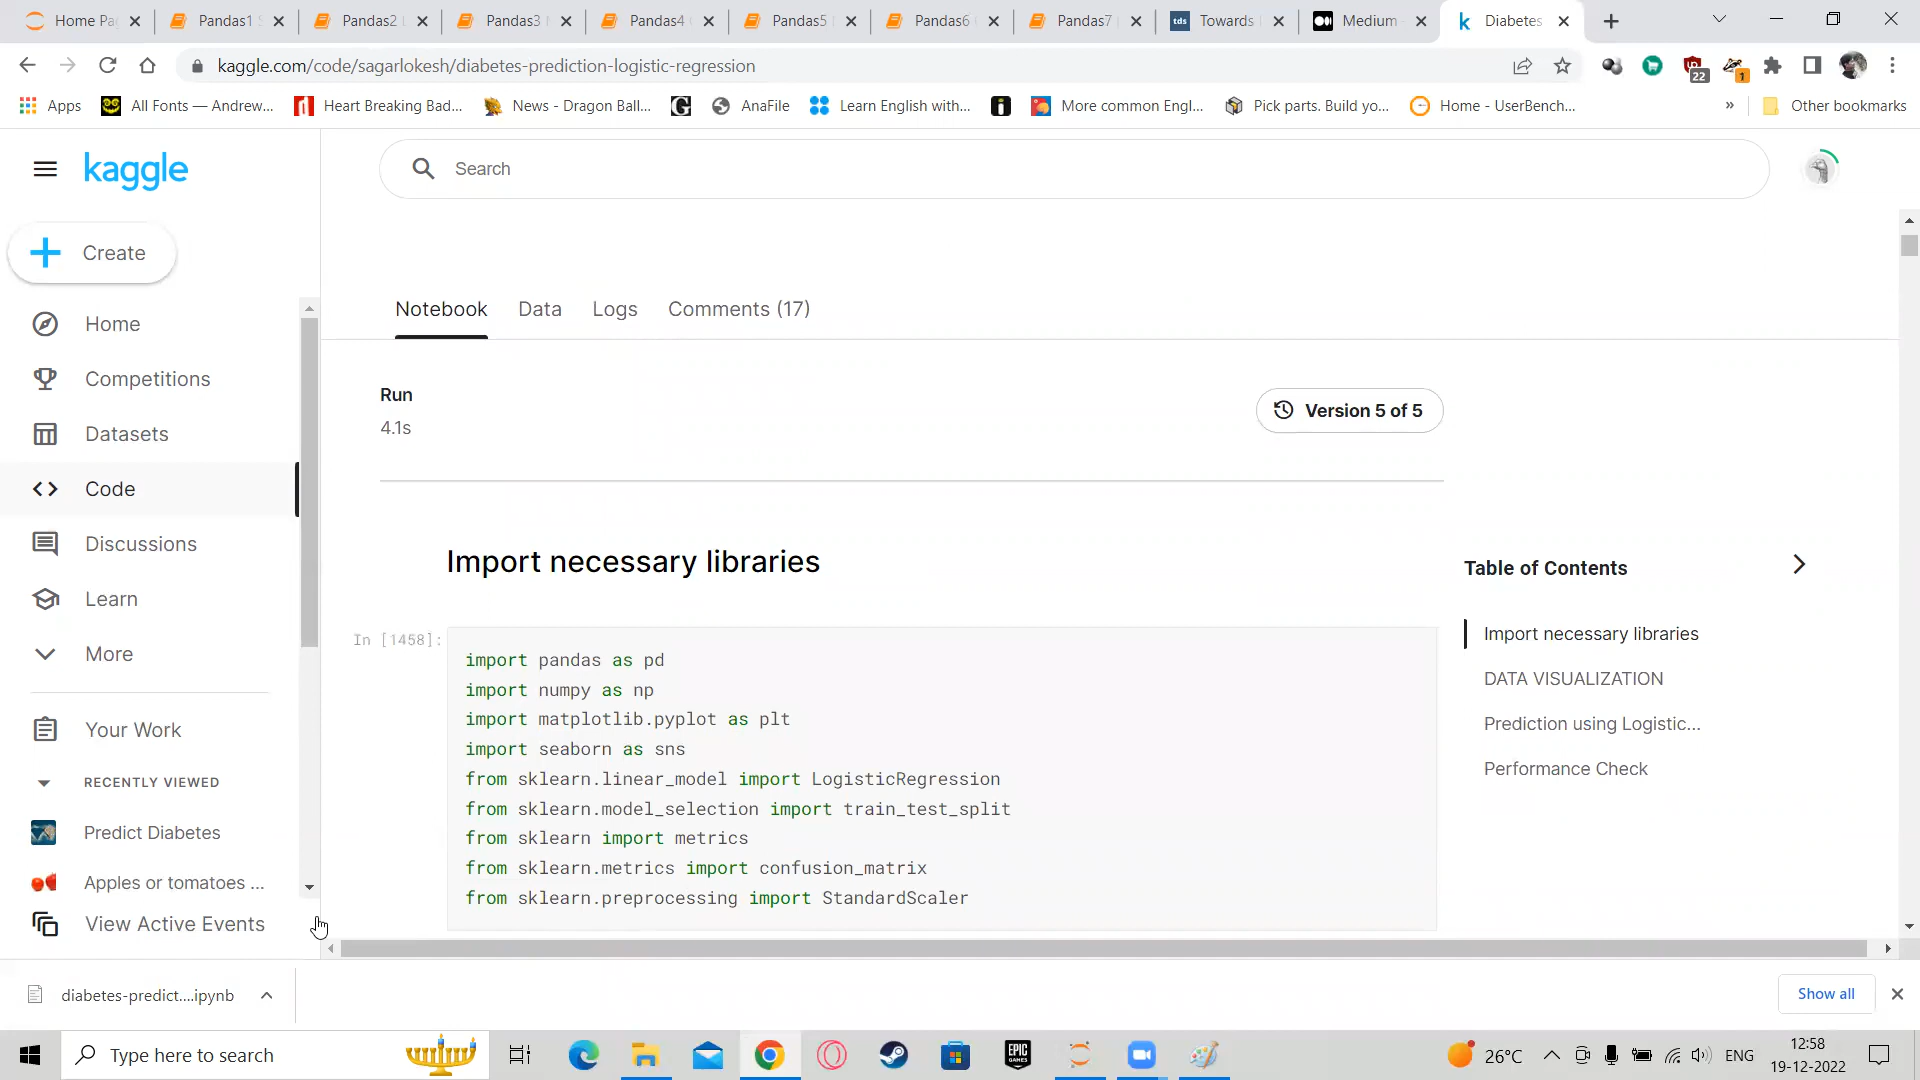 Home Pa
Pandas1
Pandas2
Pandas3
Pandas4
Pandas5
Pandas6
Pandas7
tds
Towards
Medium
k
Diabetes
kaggle.com/code/sagarlokesh/diabetes-prediction-logistic-regression
22
1
Apps
All Fonts — Andrew...
Heart Breaking Bad...
News - Dragon Ball...
G
AnaFile
Learn English with...
More common Engl...
Pick parts. Build yo...
Home - UserBench...
»
Other bookmarks
kaggle
Search
Create
Home
Competitions
Datasets
Code
Discussions
Learn
More
Your Work
RECENTLY VIEWED
Predict Diabetes
Apples or tomatoes ...
View Active Events
Notebook
Data
Logs
Comments (17)
Run
4.1s
Version 5 of 5
Import necessary libraries
In [1458]:
import pandas as pd
import numpy as np
import matplotlib.pyplot as plt
import seaborn as sns
from sklearn.linear_model import LogisticRegression
from sklearn.model_selection import train_test_split
from sklearn import metrics
from sklearn.metrics import confusion_matrix
from sklearn.preprocessing import StandardScaler
Table of Contents
Import necessary libraries
DATA VISUALIZATION
Prediction using Logistic...
Performance Check
diabetes-predict....ipynb
Show all
Type here to search
EPIC
GAMES
26°C
ENG
12:58
19-12-2022